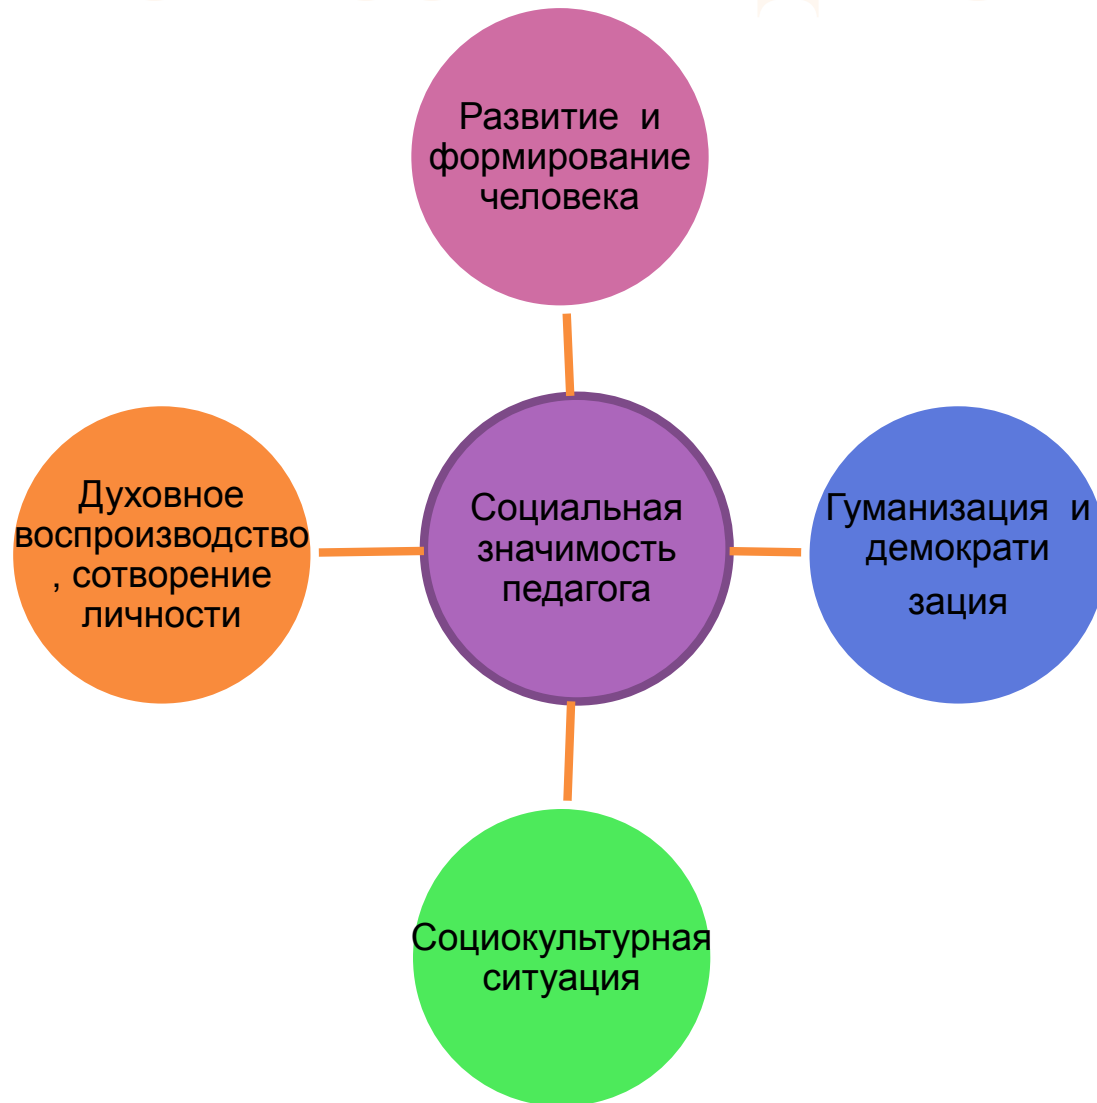 Развитие и
формирование
человека
Духовное
воспроизводство
, сотворение
личности
Социальная
значимость
педагога
Гуманизация и
демократи
зация
Социокультурная
ситуация